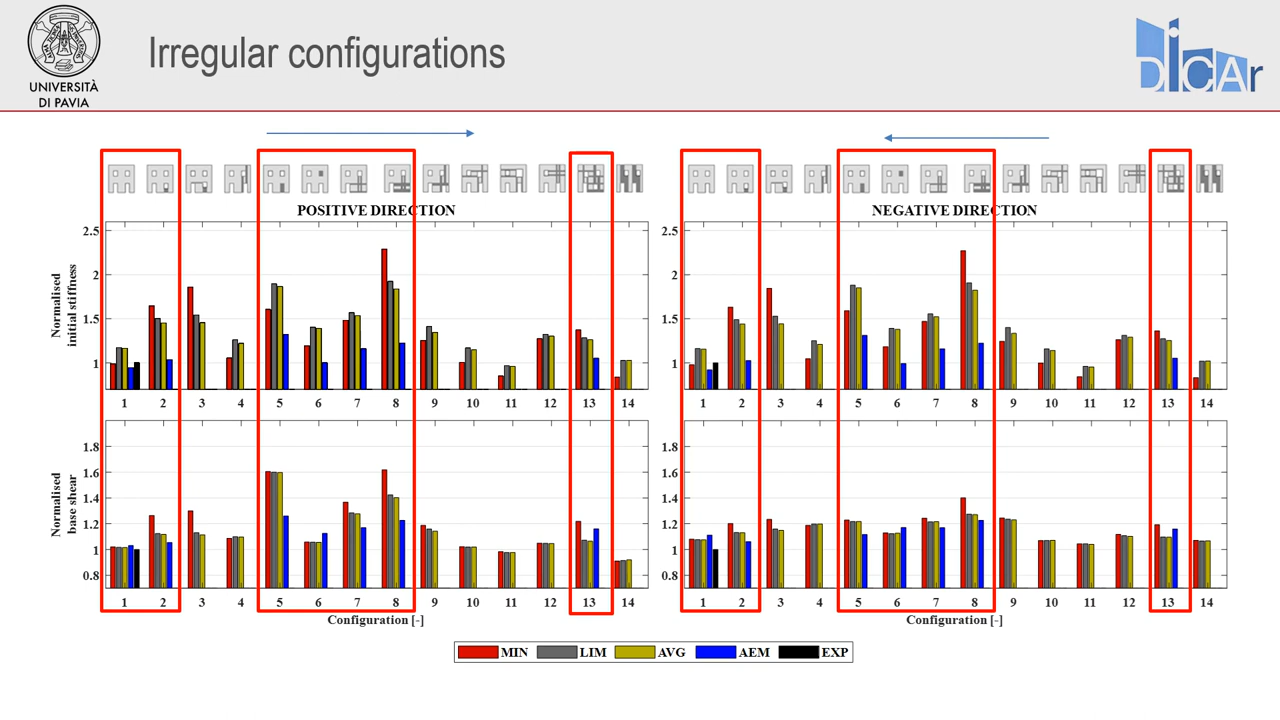 Irregular configurations
UNIVERSITÀ
DI PAVIA
DICAr
POSITIVE DIRECTION
Normalised
initial stiffness
2.5
2
1.5
1
1 2 3 4 5 6 7 8 9 10 11 12 13 14
Normalised
base shear
1.8
1.6
1.4
1.2
1
0.8
1 2 3 4 5 6 7 8 9 10 11 12 13 14
Configuration [-]
NEGATIVE DIRECTION
2.5
2
1.5
1
1 2 3 4 5 6 7 8 9 10 11 12 13 14
1.8
1.6
1.4
1.2
1
0.8
1 2 3 4 5 6 7 8 9 10 11 12 13 14
Configuration [-]
MIN LIM AVG AEM EXP